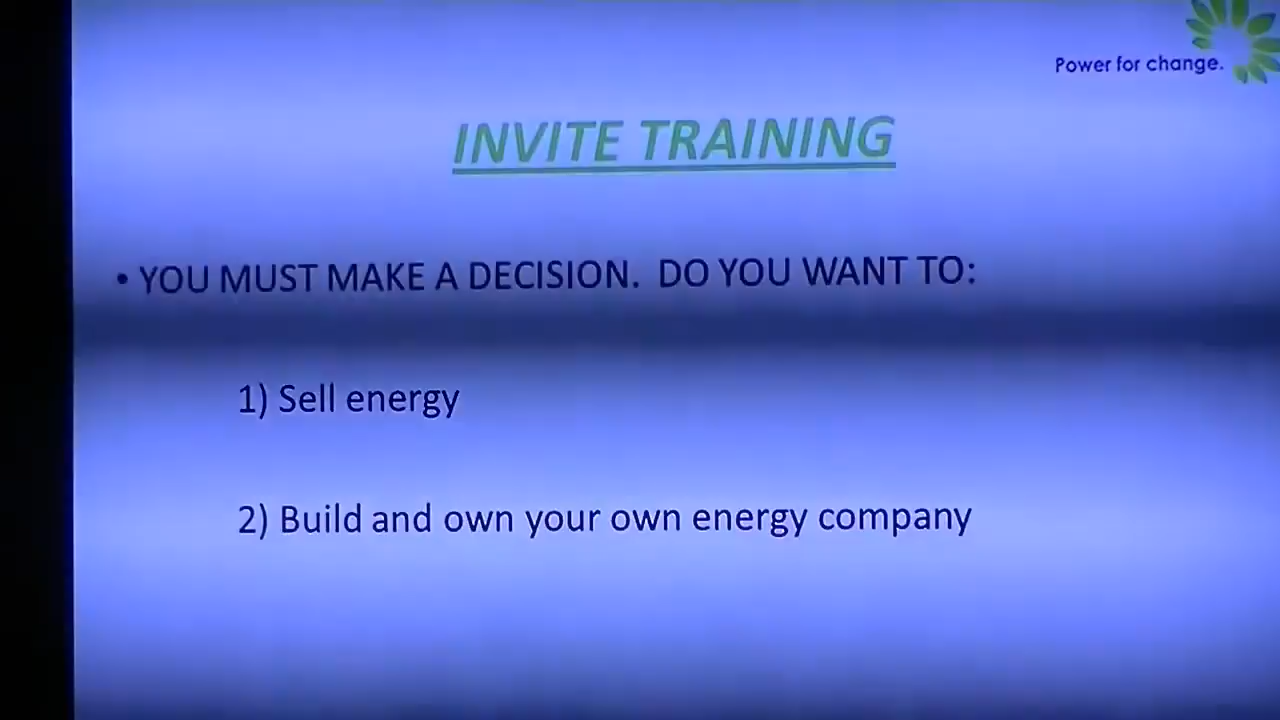 Power for change.
INVITE TRAINING
• YOU MUST MAKE A DECISION. DO YOU WANT TO:
1) Sell energy
2) Build and own your own energy company